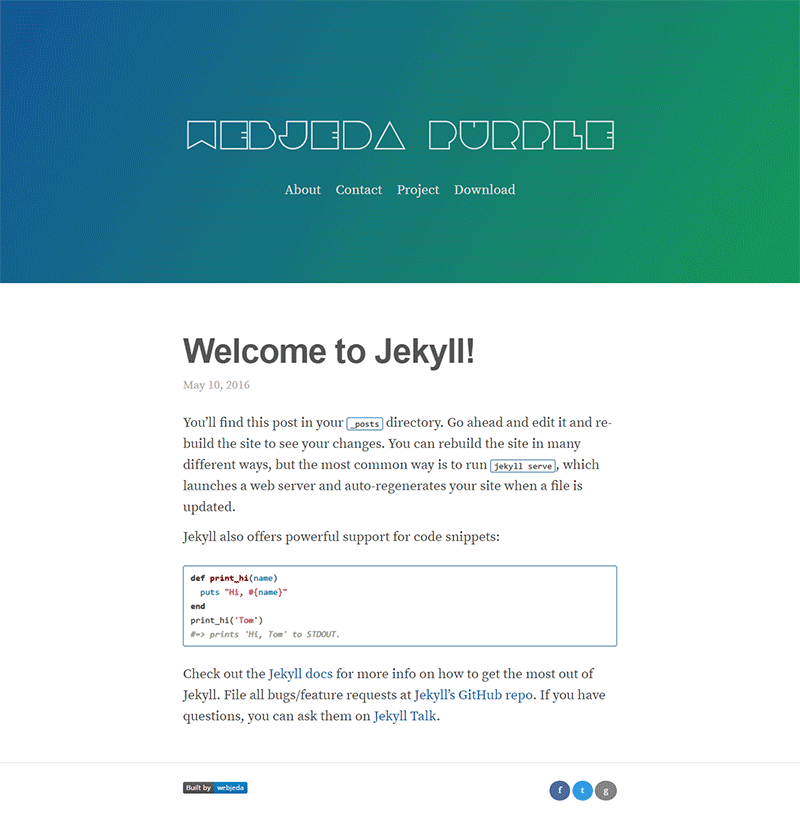 WEBJEDA PURPLE
About Contact Project Download
Welcome to Jekyll!
May 10, 2016
You’ll find this post in your _posts directory. Go ahead and edit it and re-
build the site to see your changes. You can rebuild the site in many
different ways, but the most common way is to run jekyll serve, which
launches a web server and auto-regenerates your site when a file is
updated.
Jekyll also offers powerful support for code snippets:
def print_hi(name)
  puts "Hi, #{name}"
end
print_hi('Tom')
#=> prints 'Hi, Tom' to STDOUT.
Check out the Jekyll docs for more info on how to get the most out of
Jekyll. File all bugs/feature requests at Jekyll’s GitHub repo. If you have
questions, you can ask them on Jekyll Talk.
Built by webjeda f t g